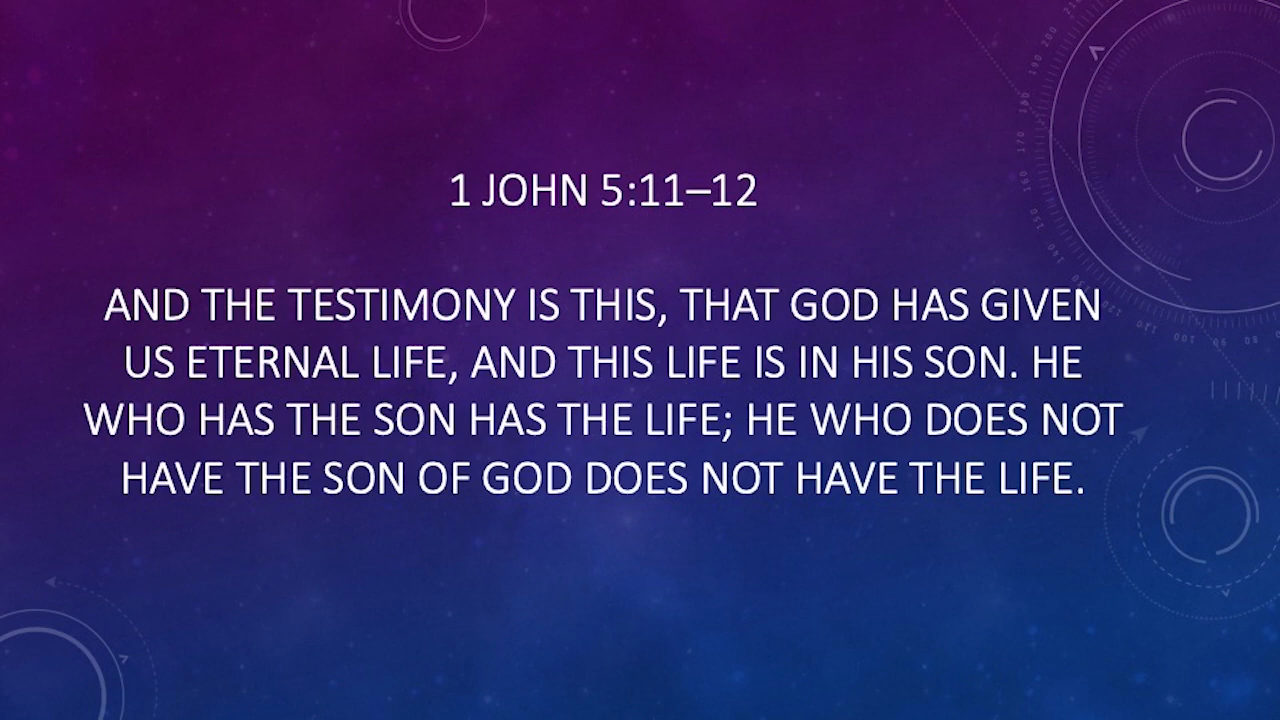 1 JOHN 5:11–12
AND THE TESTIMONY IS THIS, THAT GOD HAS GIVEN
US ETERNAL LIFE, AND THIS LIFE IS IN HIS SON. HE
WHO HAS THE SON HAS THE LIFE; HE WHO DOES NOT
HAVE THE SON OF GOD DOES NOT HAVE THE LIFE.